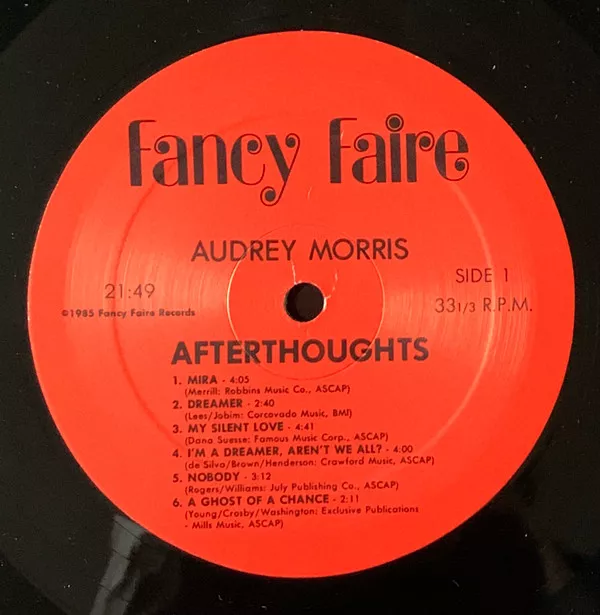 Fancy Faire
AUDREY MORRIS
SIDE 1
21:49
33 1/3 R.P.M.
©1985 Fancy Faire Records
AFTERTHOUGHTS
1. MIRA - 4:05
(Merrill: Robbins Music Co., ASCAP)
2. DREAMER - 2:40
(Lees/Jobim: Corcovado Music, BMI)
3. MY SILENT LOVE - 4:41
(Dana Suesse: Famous Music Corp., ASCAP)
4. I'M A DREAMER, AREN'T WE ALL? - 4:00
(de Silva/Brown/Henderson: Crawford Music, ASCAP)
5. NOBODY - 3:12
(Rogers/Williams: July Publishing Co., ASCAP)
6. A GHOST OF A CHANCE - 2:11
(Young/Crosby/Washington: Exclusive Publications
- Mills Music, ASCAP)